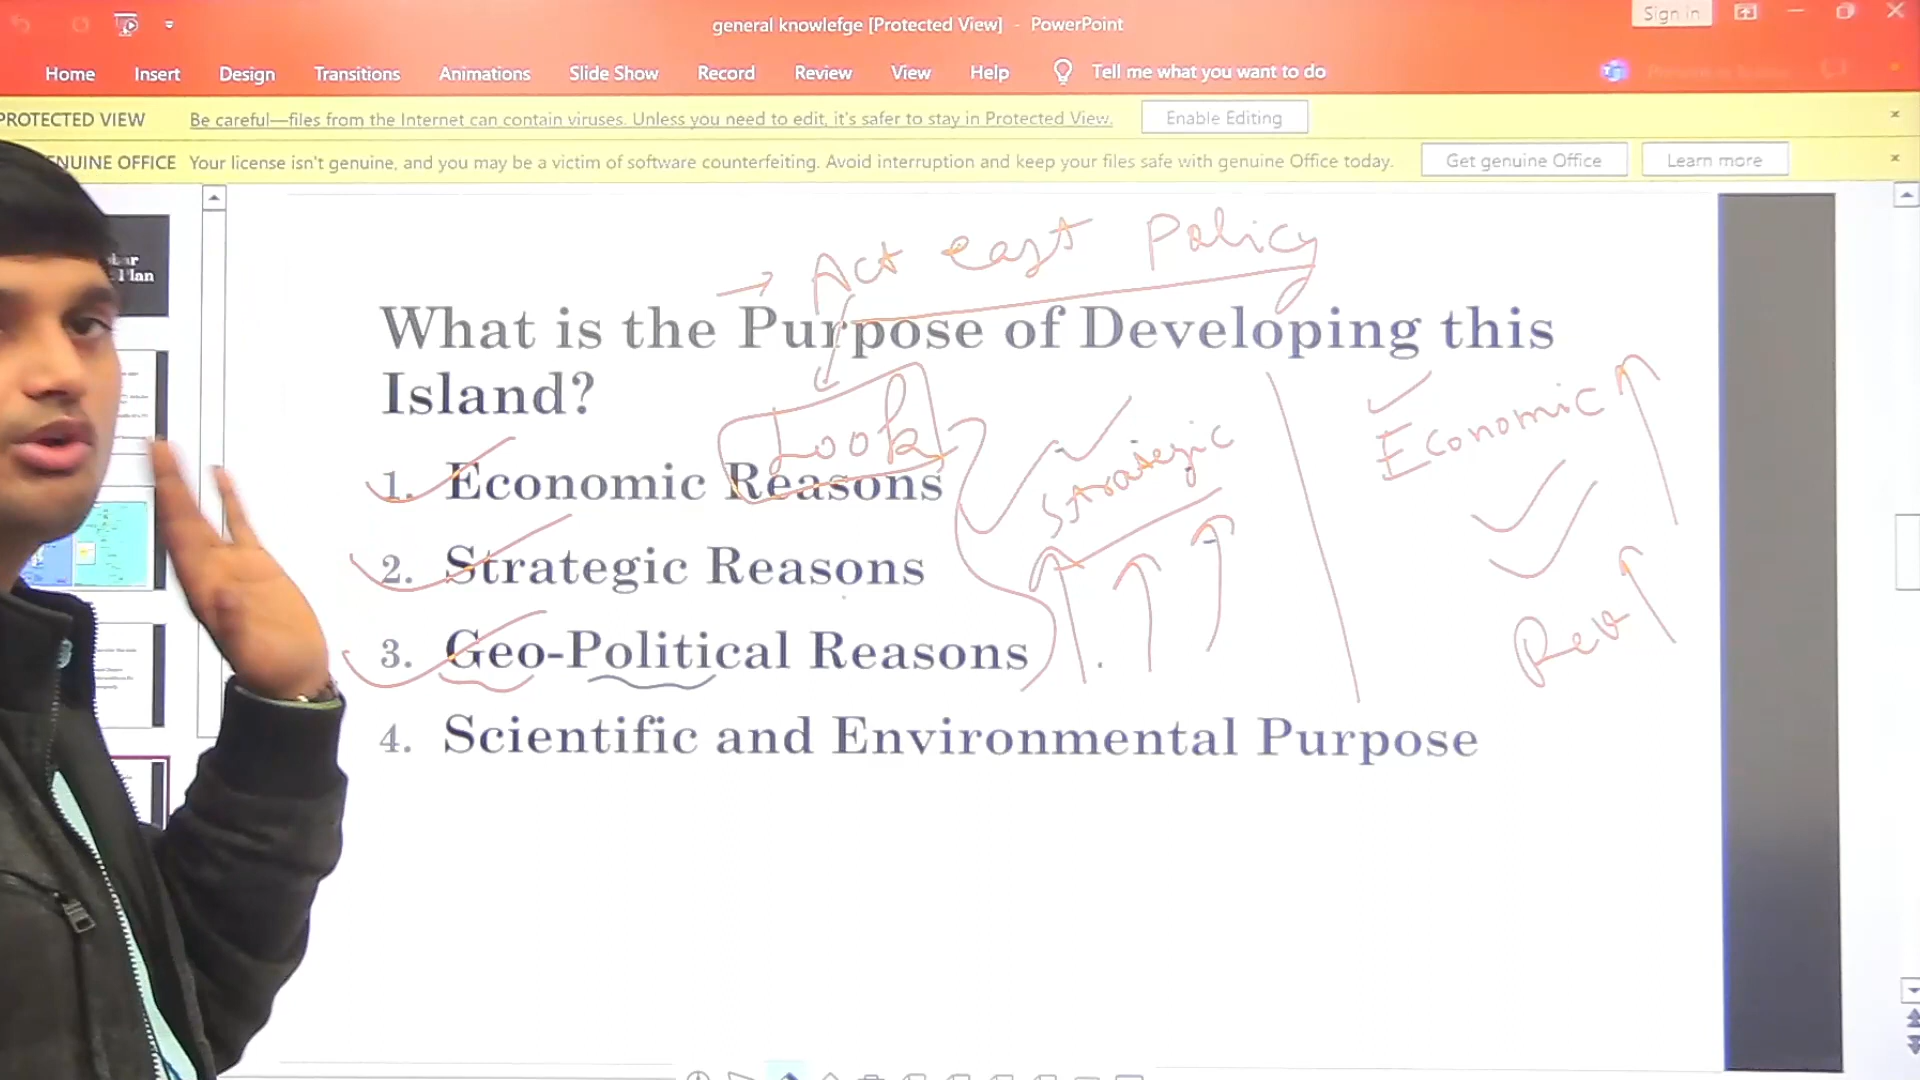 general knowlefge [Protected View] - PowerPoint
Sign in
Home Insert Design Transitions Animations Slide Show Record Review View Help Tell me what you want to do
PROTECTED VIEW Be careful—files from the Internet can contain viruses. Unless you need to edit, it's safer to stay in Protected View. Enable Editing
NUINE OFFICE Your license isn't genuine, and you may be a victim of software counterfeiting. Avoid interruption and keep your files safe with genuine Office today. Get genuine Office Learn more
Plan
→ Act east Policy
What is the Purpose of Developing this
Island?
Look
Strategic
Economic
1. Economic Reasons
2. Strategic Reasons
3. Geo-Political Reasons
Rev
4. Scientific and Environmental Purpose